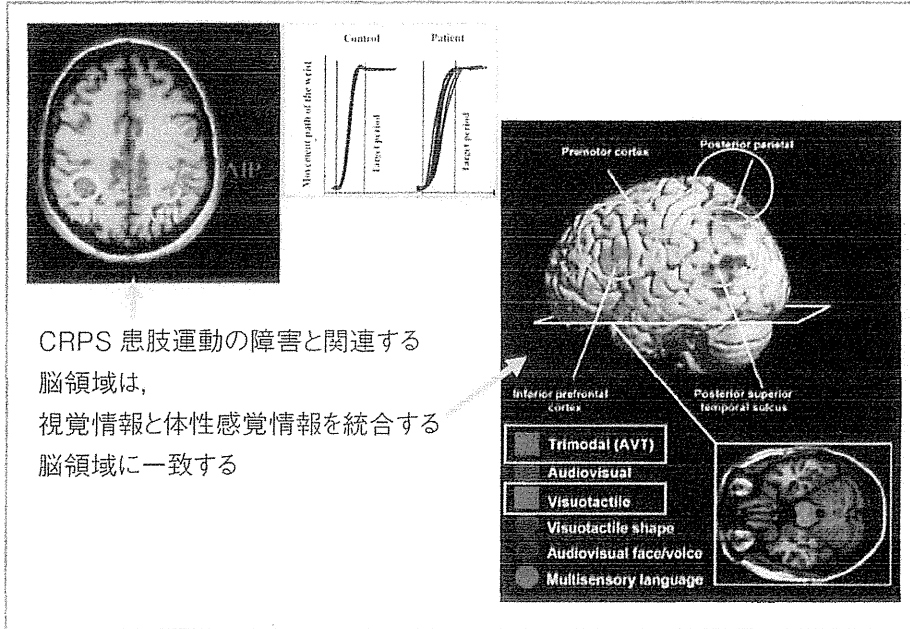 Control
Patient
Movement path of the wrist
Target period
Target period
AIP
Premotor cortex
Posterior parietal
CRPS 患肢運動の障害と関連する
脳領域は,
視覚情報と体性感覚情報を統合する
脳領域に一致する
Inferior prefrontal
cortex
Posterior superior
temporal sulcus
Trimodal (AVT)
Audiovisual
Visuotactile
Visuotactile shape
Audiovisual face/voice
Multisensory language